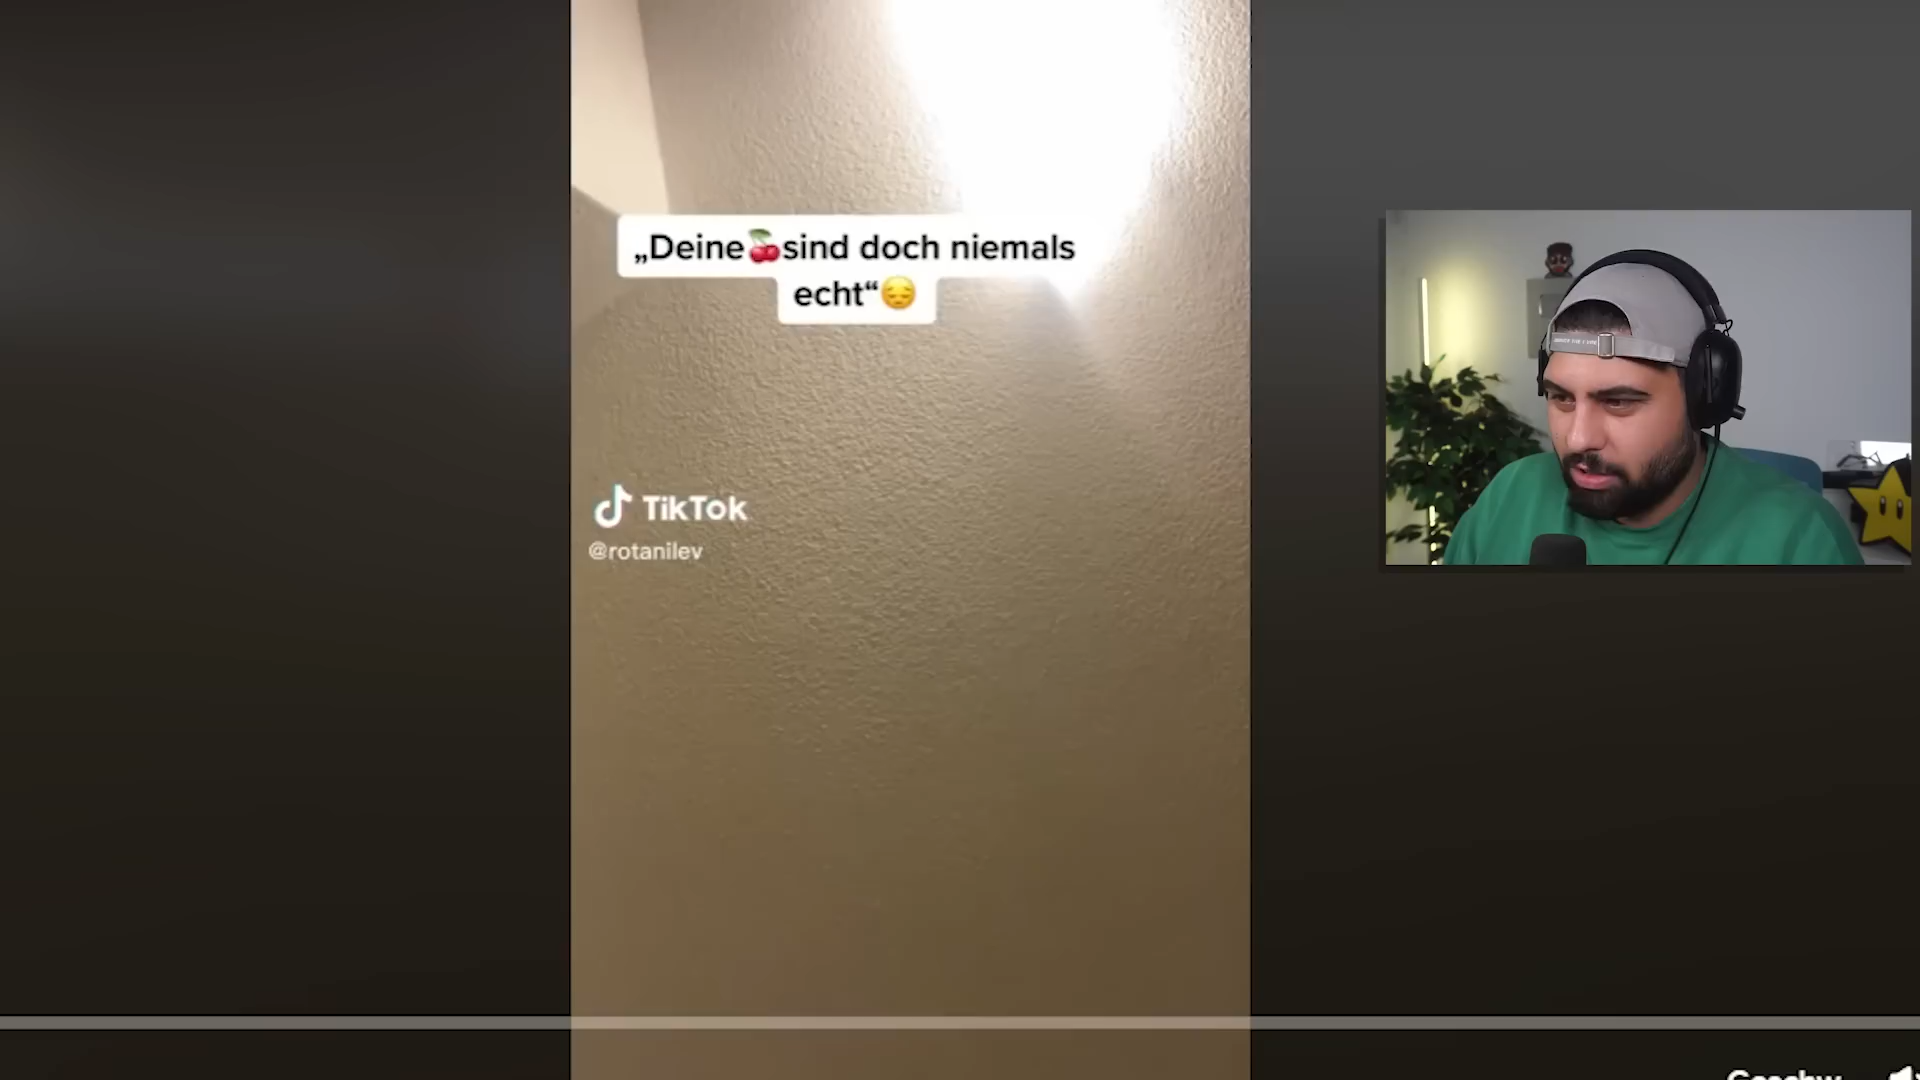 „Deine🍒sind doch niemals
echt“😔
TikTok
@rotanilev